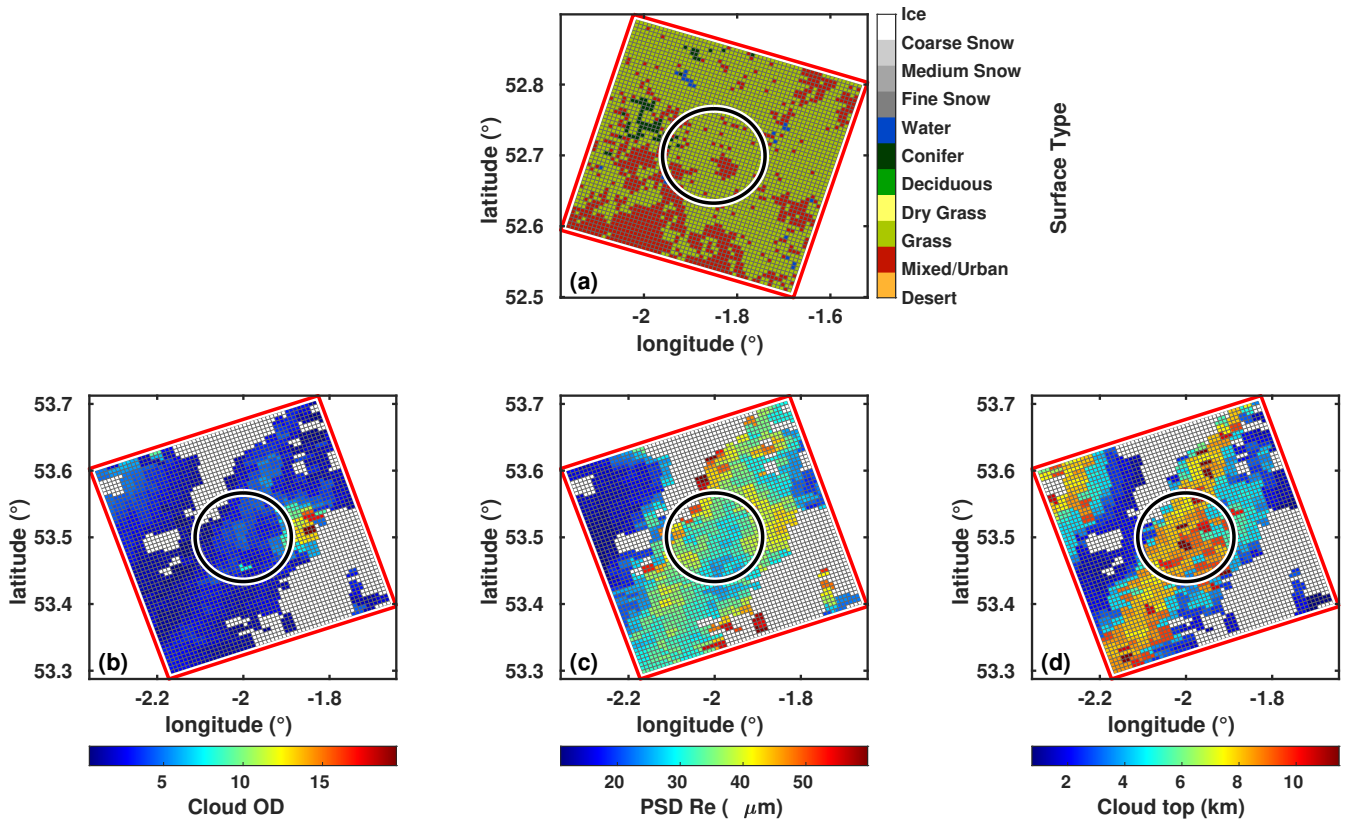 Ice
Coarse Snow
Medium Snow
Fine Snow
Water
Conifer
Deciduous
Dry Grass
Grass
Mixed/Urban
Desert
Surface Type
52.8
52.7
52.6
52.5
latitude (°)
(a)
-2 -1.8 -1.6
longitude (°)
53.7
53.6
53.5
53.4
53.3
latitude (°)
(b)
-2.2 -2 -1.8
longitude (°)
5 10 15
Cloud OD
53.7
53.6
53.5
53.4
53.3
latitude (°)
(c)
-2.2 -2 -1.8
longitude (°)
20 30 40 50
PSD Re ( μm)
53.7
53.6
53.5
53.4
53.3
latitude (°)
(d)
-2.2 -2 -1.8
longitude (°)
2 4 6 8 10
Cloud top (km)